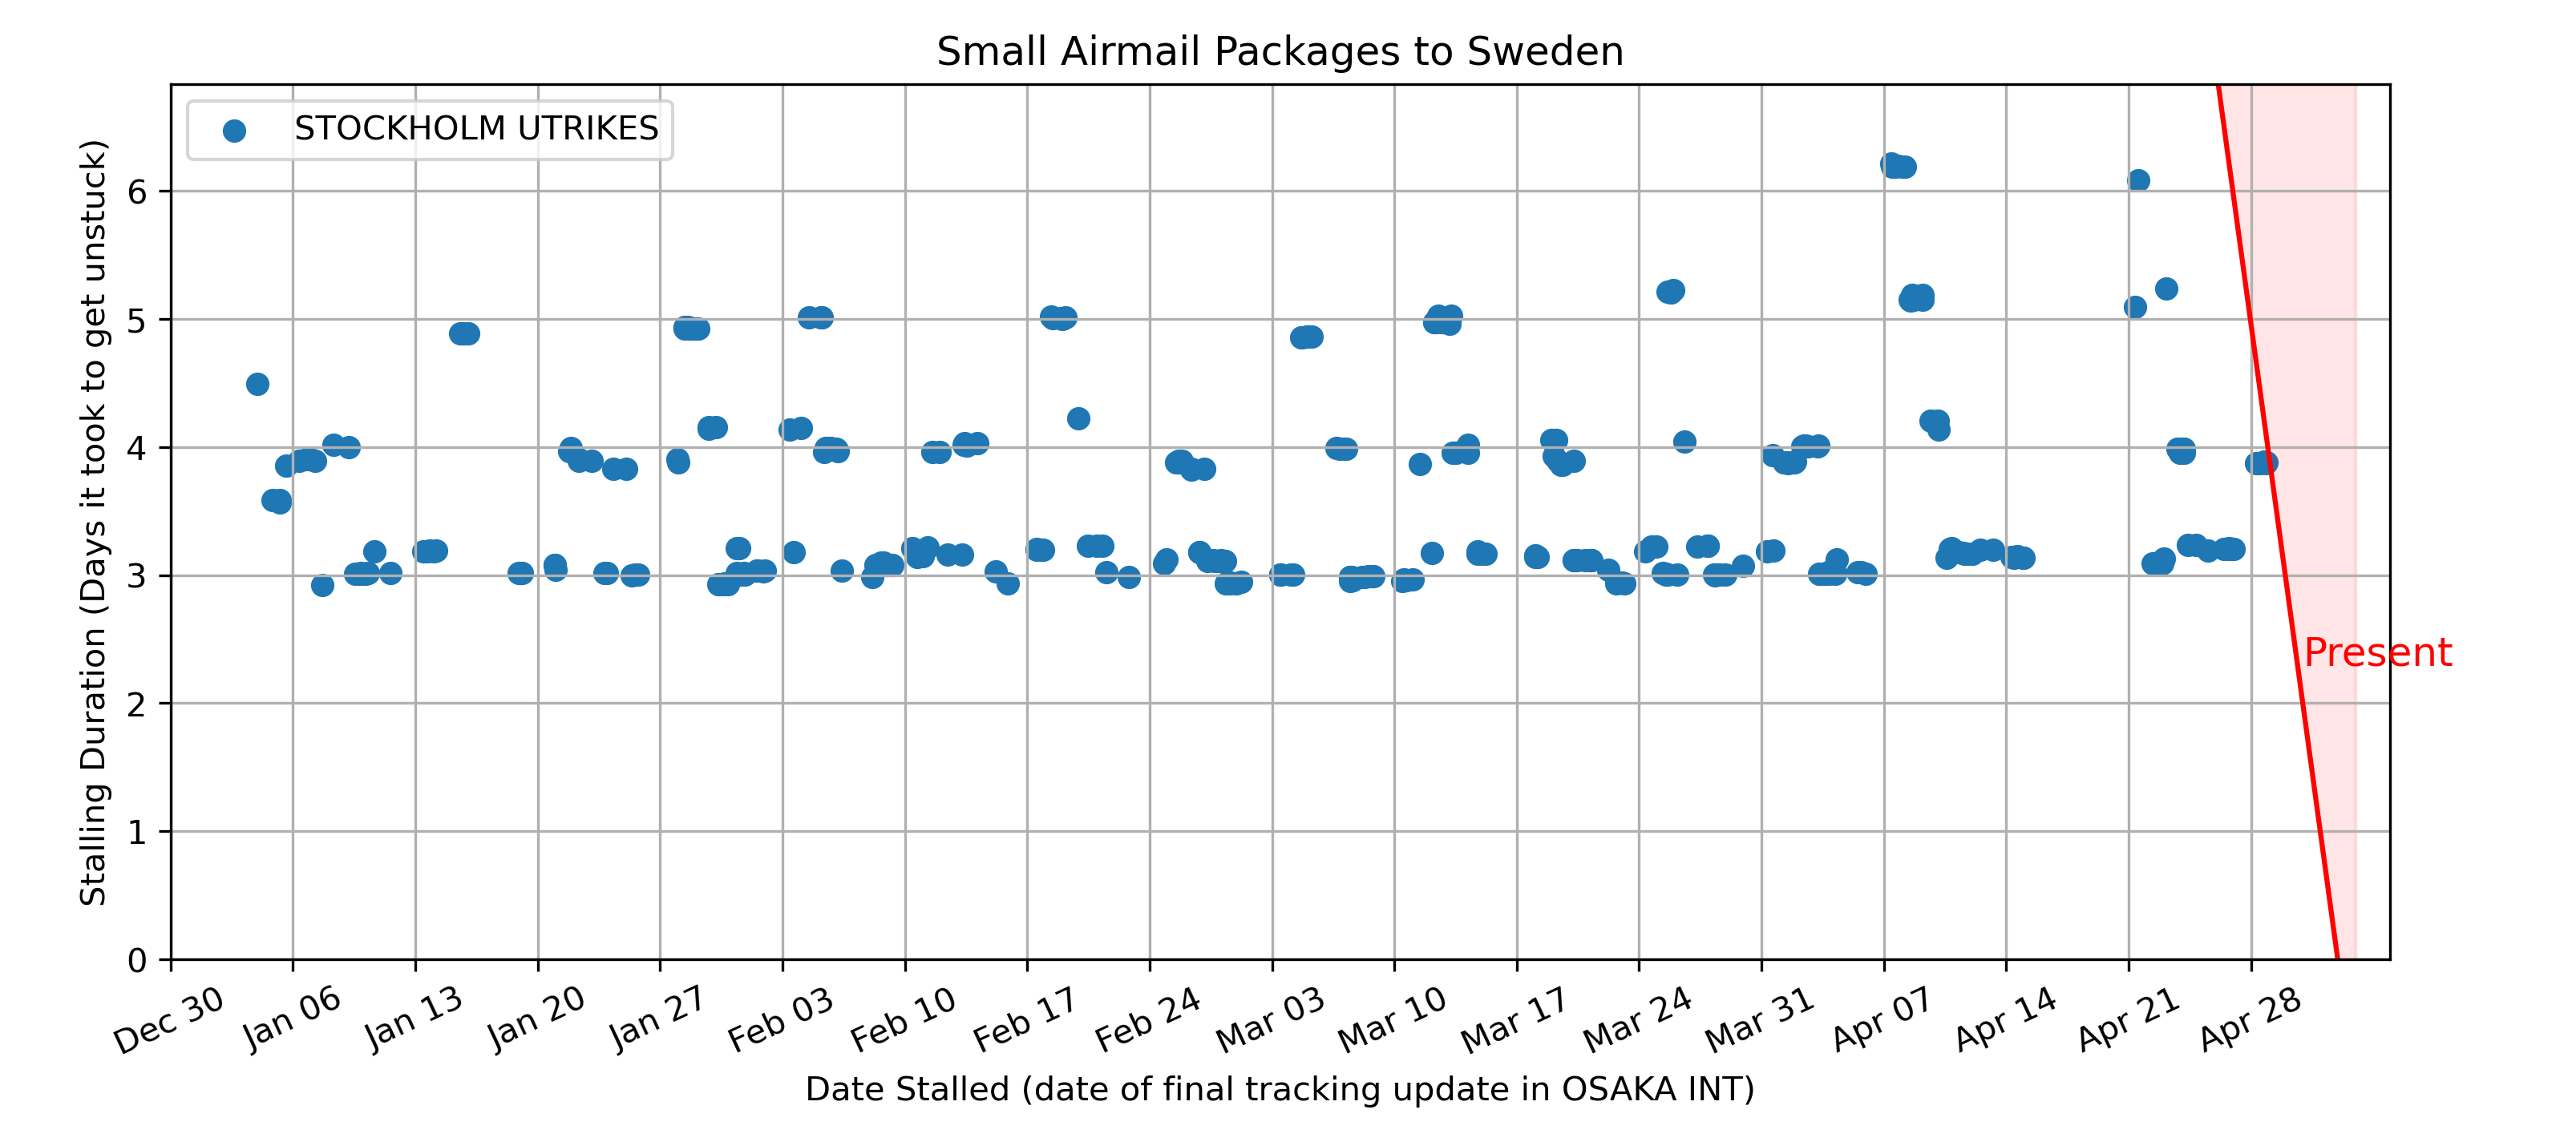 Small Airmail Packages to Sweden
STOCKHOLM UTRIKES
Stalling Duration (Days it took to get unstuck)
6
5
4
3
2
1
0
Present
Dec 30
Jan 06
Jan 13
Jan 20
Jan 27
Feb 03
Feb 10
Feb 17
Feb 24
Mar 03
Mar 10
Mar 17
Mar 24
Mar 31
Apr 07
Apr 14
Apr 21
Apr 28
Date Stalled (date of final tracking update in OSAKA INT)